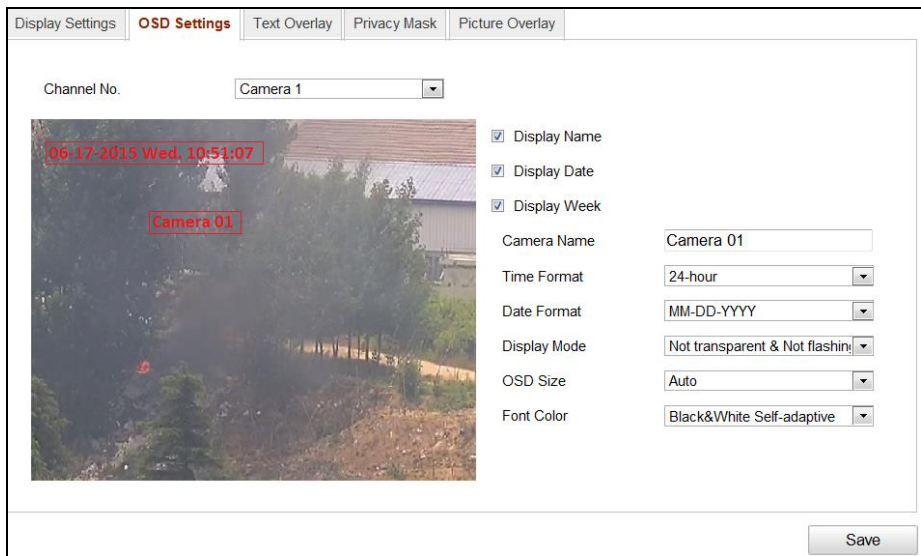 Display Settings OSD Settings Text Overlay Privacy Mask Picture Overlay
Channel No. Camera 1
06-17-2015 Wed. 10:51:07
Camera 01
Display Name
Display Date
Display Week
Camera Name Camera 01
Time Format 24-hour
Date Format MM-DD-YYYY
Display Mode Not transparent & Not flashing
OSD Size Auto
Font Color Black&White Self-adaptive
Save